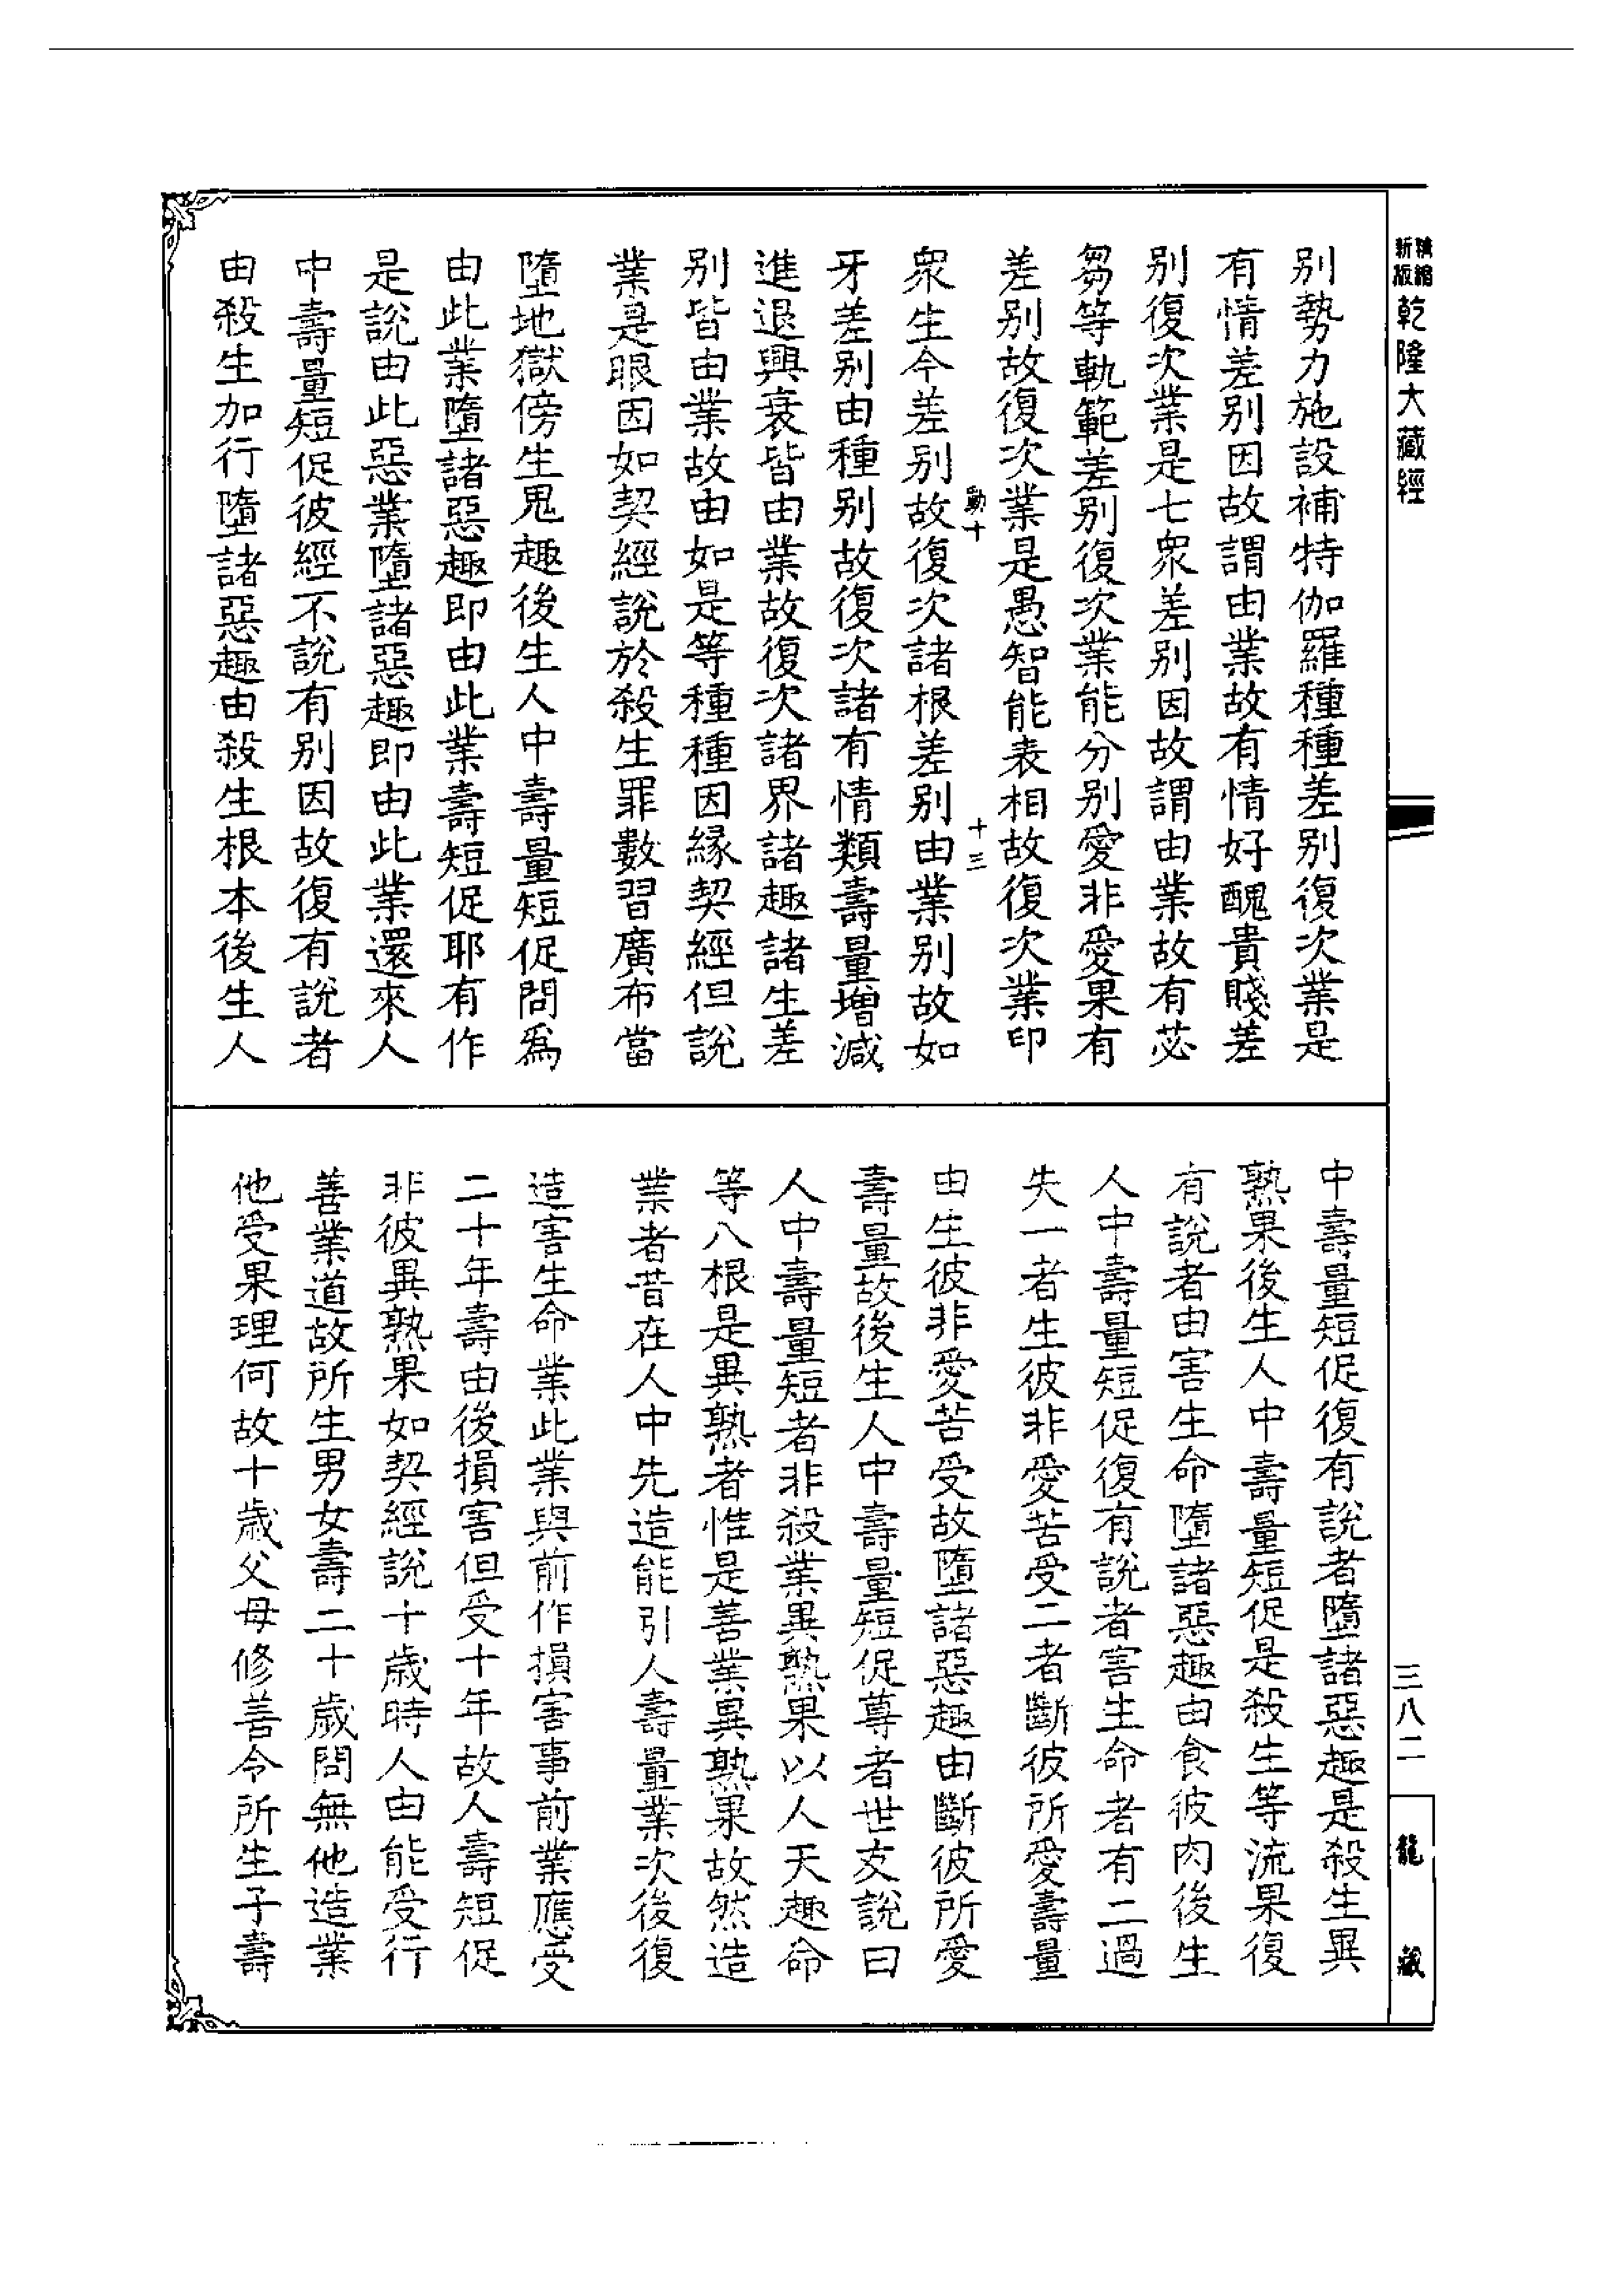 精縮新版
乾隆大藏經
別勢力施設補特伽羅種種差別復次業是
有情差別因故謂由業故有情好醜貴賤差
別復次業是七眾差別因故謂由業故有苾
芻等軌範差別復次業能分別愛非愛果有
差別故復次業是愚智能表相故復次業印
勳十
十三
眾生令差別故復次諸根差別由業別故如
牙差別由種別故復次諸有情類壽量增減
進退興衰皆由業故復次諸界諸趣諸生差
別皆由業故由如是等種種因緣契經但說
業是眼因如契經說於殺生罪數習廣布當
墮地獄傍生鬼趣後生人中壽量短促問為
由此業墮諸惡趣即由此業壽短促耶有作
是說由此惡業墮諸惡趣即由此業還來人
中壽量短促彼經不說有別因故復有說者
由殺生加行墮諸惡趣由殺生根本後生人
中壽量短促復有說者墮諸惡趣是殺生異
熟果後生人中壽量短促是殺生等流果復
有說者由害生命墮諸惡趣由食彼肉後生
人中壽量短促復有說者害生命者有二過
失一者生彼非愛苦受二者斷彼所愛壽量
由生彼非愛苦受故墮諸惡趣由斷彼所愛
壽量故後生人中壽量短促尊者世友說曰
人中壽量短者非殺業異熟果以人天趣命
等八根是異熟者惟是善業異熟果故然造
業者昔在人中先造能引人壽量業次後復
造害生命業此業與前作損害事前業應受
二十年壽由後損害但受十年故人壽短促
非彼異熟果如契經說十歲時人由能受行
善業道故所生男女壽二十歲問無他造業
他受果理何故十歲父母修善令所生子壽
三八二
龍藏